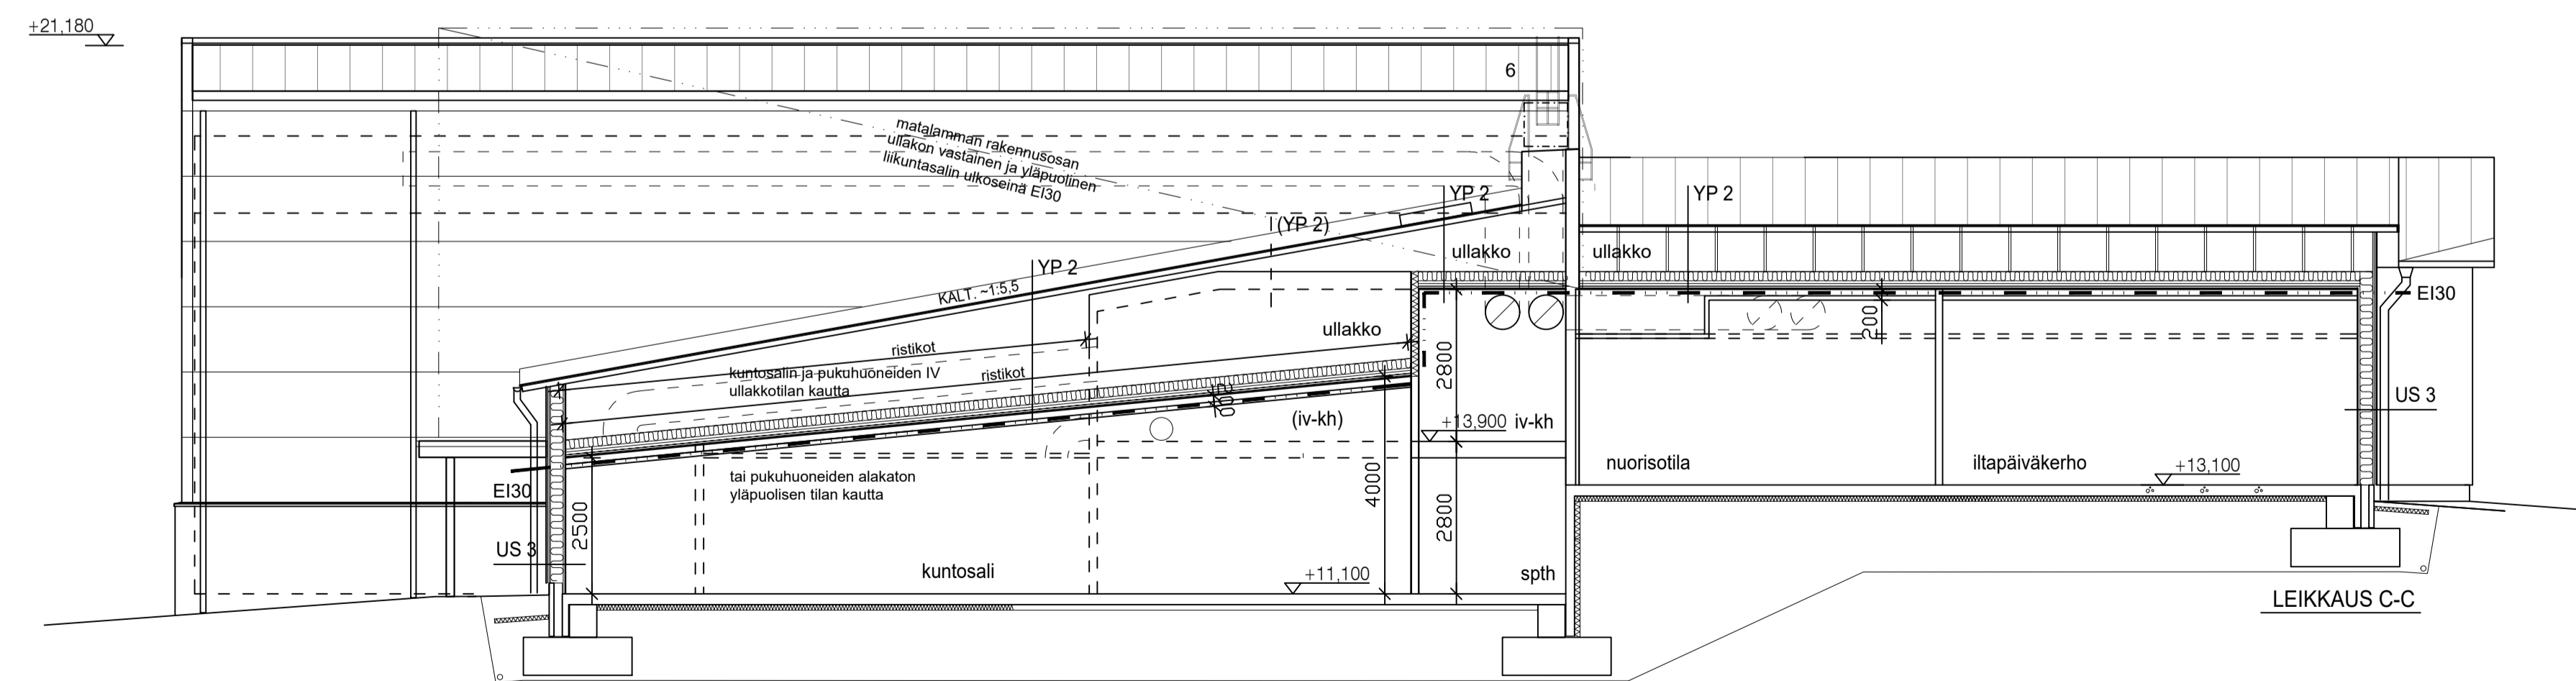 +21,180
6
matalamman rakennusosan
ullakon vastainen ja yläpuolinen
liikuntasalin ulkoseinä EI30
YP 2
YP 2
(YP 2)
ullakko
ullakko
YP 2
KALT. ~1:5,5
EI30
ullakko
200
ristikot
2800
kuntosalin ja pukuhuoneiden IV
ullakkotilan kautta
ristikot
US 3
200
(iv-kh)
+13,900
iv-kh
nuorisotila
iltapäiväkerho
+13,100
tai pukuhuoneiden alakaton
yläpuolisen tilan kautta
EI30
4000
2500
2800
US 3
kuntosali
+11,100
spth
LEIKKAUS C-C